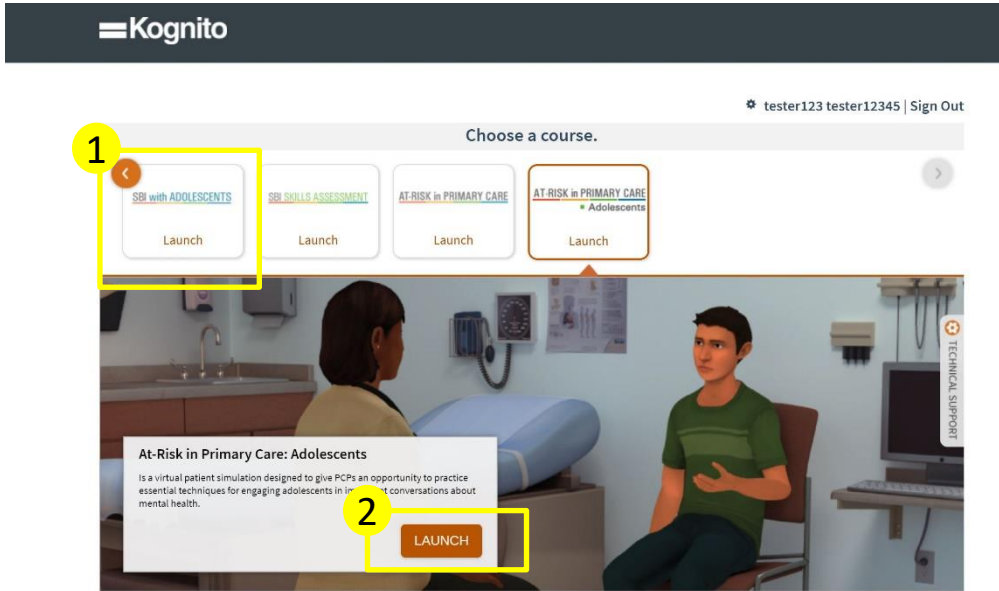 Kognito
tester123 tester12345 | Sign Out
Choose a course.
1
SBI with ADOLESCENTS
Launch
SBI SKILLS ASSESSMENT
Launch
AT-RISK in PRIMARY CARE
Launch
AT-RISK in PRIMARY CARE
Adolescents
Launch
TECHNICAL SUPPORT
At-Risk in Primary Care: Adolescents
Is a virtual patient simulation designed to give PCPs an opportunity to practice
essential techniques for engaging adolescents in conversations about
mental health.
2
LAUNCH